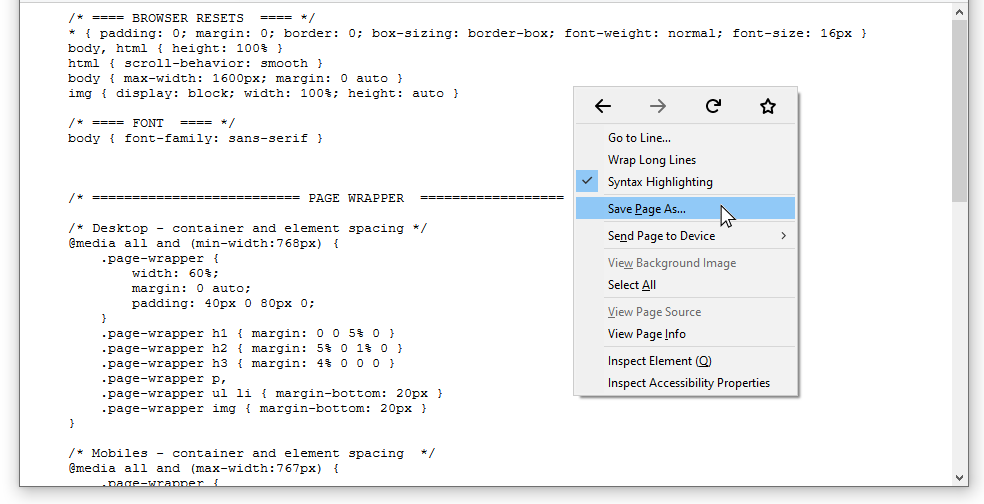 /* ==== BROWSER RESETS  ==== */
* { padding: 0; margin: 0; border: 0; box-sizing: border-box; font-weight: normal; font-size: 16px }
body, html { height: 100% }
html { scroll-behavior: smooth }
body { max-width: 1600px; margin: 0 auto }
img { display: block; width: 100%; height: auto }
/* ==== FONT  ==== */
body { font-family: sans-serif }
/* ========================== PAGE WRAPPER  ==================
/* Desktop - container and element spacing */
@media all and (min-width:768px) {
    .page-wrapper {
        width: 60%;
        margin: 0 auto;
        padding: 40px 0 80px 0;
    }
    .page-wrapper h1 { margin: 0 0 5% 0 }
    .page-wrapper h2 { margin: 5% 0 1% 0 }
    .page-wrapper h3 { margin: 4% 0 0 0 }
    .page-wrapper p,
    .page-wrapper ul li { margin-bottom: 20px }
    .page-wrapper img { margin-bottom: 20px }
}
/* Mobiles - container and element spacing  */
@media all and (max-width:767px) {
    .page-wrapper {
Go to Line...
Wrap Long Lines
Syntax Highlighting
Save Page As...
Send Page to Device
View Background Image
Select All
View Page Source
View Page Info
Inspect Element (Q)
Inspect Accessibility Properties